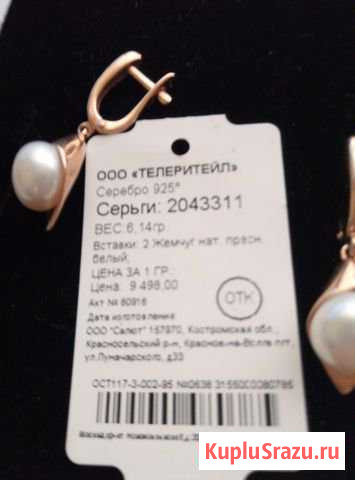 ООО «ТЕЛЕРИТЕЙЛ»
Серебро 925°
Серьги: 2043311
ВЕС:6,14гр.
Вставки: 2 Жемчуг нат. пресн.
белый;
ЦЕНА ЗА 1 ГР.:
Цена: 9 498,00
Акт № 60916
Дата изготовления:
ОТК
ООО "Салют" 157970, Костромская обл.,
Красносельский р-н, Красное-на-Волге пгт,
ул.Луначарского, д33
ОСТ117-3-002-95
KupluSrazu.ru